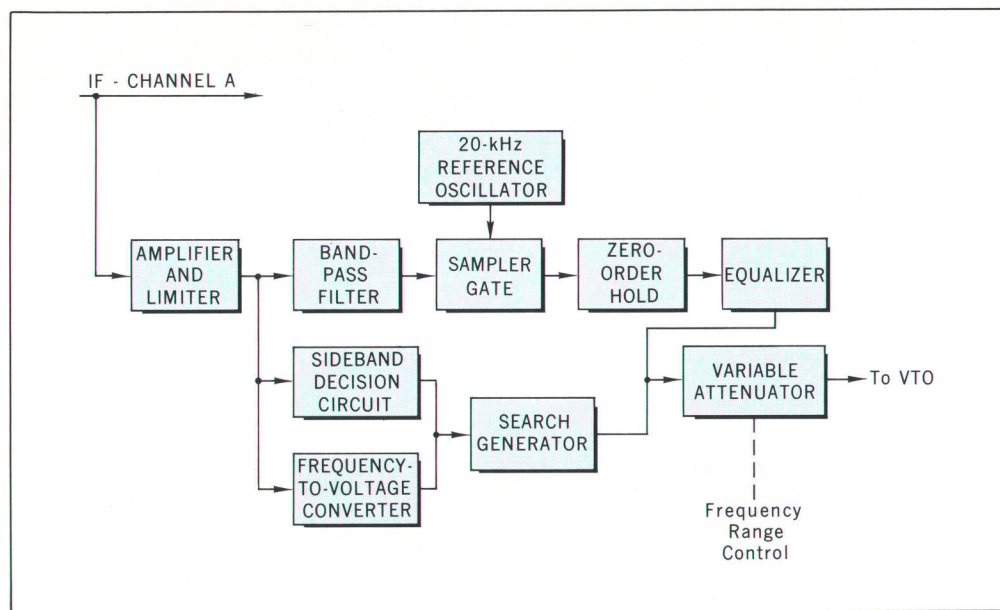 IF - CHANNEL A
20-kHz
REFERENCE
OSCILLATOR
AMPLIFIER
AND
LIMITER
BAND-
PASS
FILTER
SAMPLER
GATE
ZERO-
ORDER
HOLD
EQUALIZER
SIDEBAND
DECISION
CIRCUIT
VARIABLE
ATTENUATOR
To VTO
SEARCH
GENERATOR
FREQUENCY-
TO-VOLTAGE
CONVERTER
Frequency
Range
Control